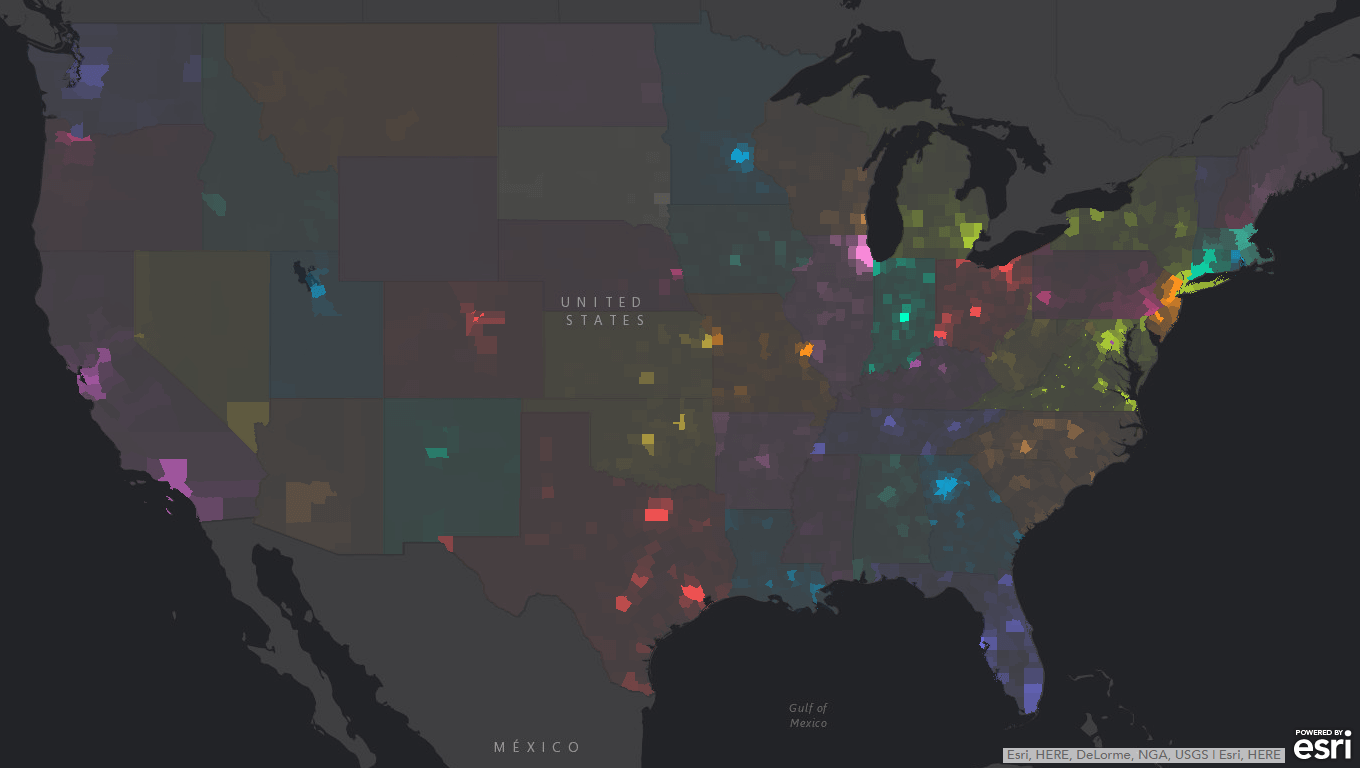 UNITED
STATES
Gulf of
Mexico
MÉXICO
Esri, HERE, DeLorme, NGA, USGS | Esri, HERE
POWERED BY
esri